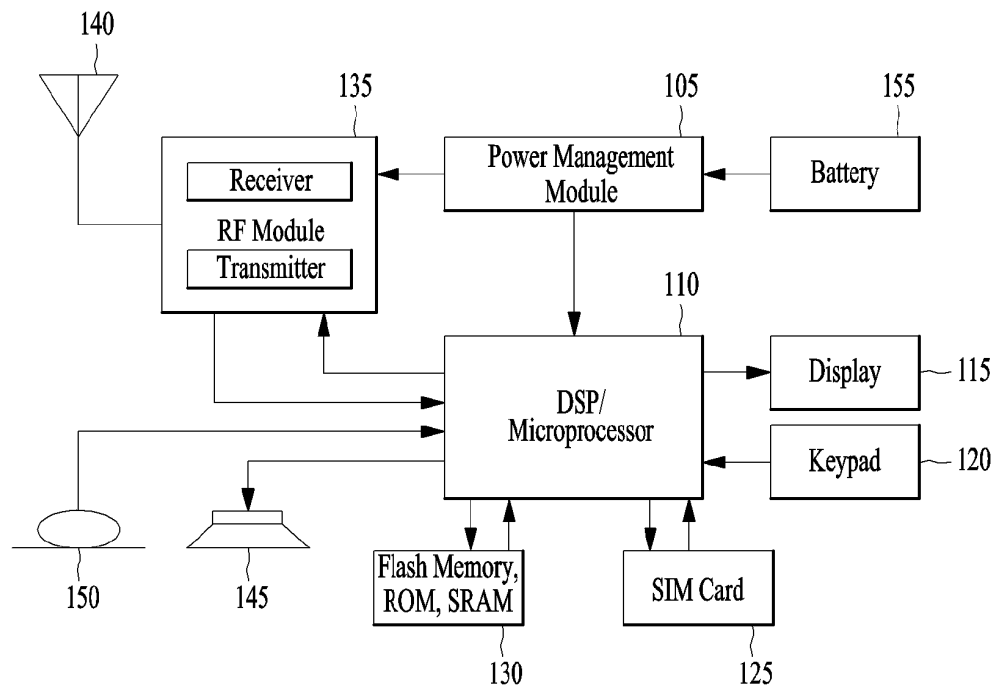 140
135
105
155
Receiver
RF Module
Transmitter
Power Management
Module
Battery
110
DSP/
Microprocessor
Display
115
Keypad
120
150
145
Flash Memory,
ROM, SRAM
130
SIM Card
125